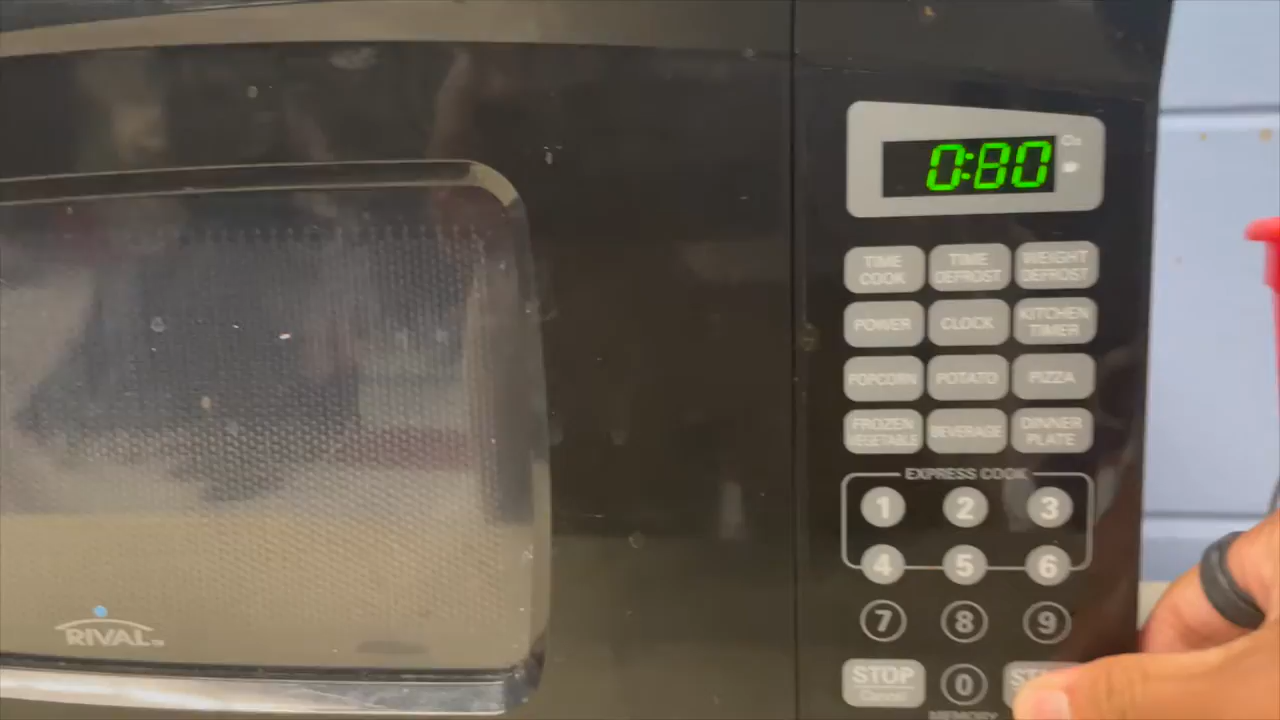 0:80
TIME COOK
TIME DEFROST
WEIGHT DEFROST
POWER
CLOCK
KITCHEN TIMER
POPCORN
POTATO
PIZZA
FROZEN VEGETABLE
BEVERAGE
DINNER PLATE
EXPRESS COOK
1 2 3
4 5 6
7 8 9
STOP
0
MEMORY
RIVAL